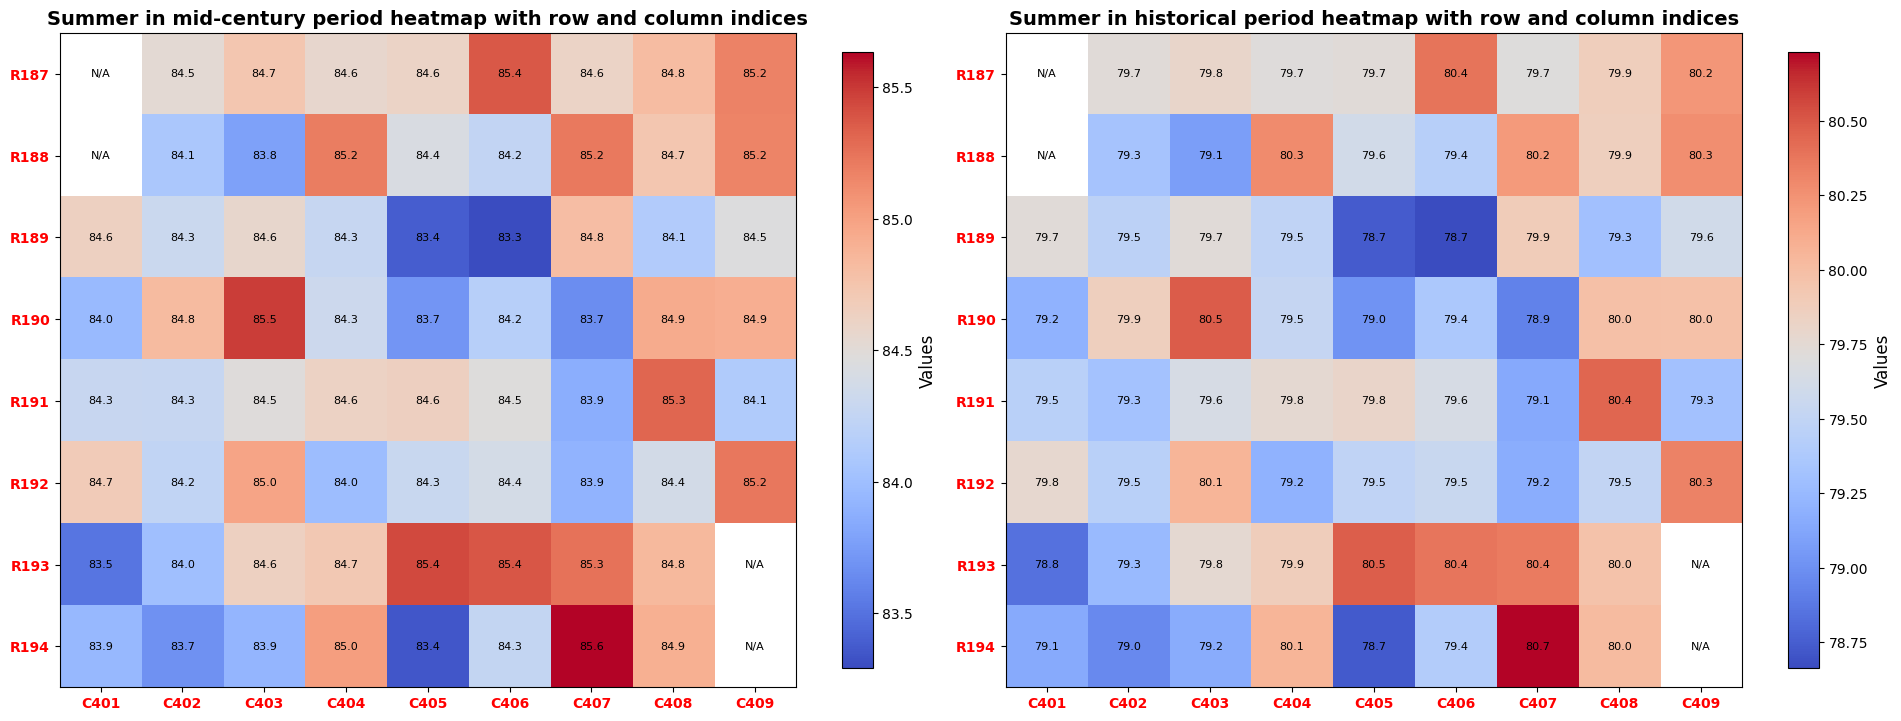 Summer in mid-century period heatmap with row and column indices
R187 N/A 84.5 84.7 84.6 84.6 85.4 84.6 84.8 85.2
R188 N/A 84.1 83.8 85.2 84.4 84.2 85.2 84.7 85.2
R189 84.6 84.3 84.6 84.3 83.4 83.3 84.8 84.1 84.5
R190 84.0 84.8 85.5 84.3 83.7 84.2 83.7 84.9 84.9
R191 84.3 84.3 84.5 84.6 84.6 84.5 83.9 85.3 84.1
R192 84.7 84.2 85.0 84.0 84.3 84.4 83.9 84.4 85.2
R193 83.5 84.0 84.6 84.7 85.4 85.4 85.3 84.8 N/A
R194 83.9 83.7 83.9 85.0 83.4 84.3 85.6 84.9 N/A
C401 C402 C403 C404 C405 C406 C407 C408 C409
85.5
85.0
84.5
84.0
83.5
Values
Summer in historical period heatmap with row and column indices
R187 N/A 79.7 79.8 79.7 79.7 80.4 79.7 79.9 80.2
R188 N/A 79.3 79.1 80.3 79.6 79.4 80.2 79.9 80.3
R189 79.7 79.5 79.7 79.5 78.7 78.7 79.9 79.3 79.6
R190 79.2 79.9 80.5 79.5 79.0 79.4 78.9 80.0 80.0
R191 79.5 79.3 79.6 79.8 79.8 79.6 79.1 80.4 79.3
R192 79.8 79.5 80.1 79.2 79.5 79.5 79.2 79.5 80.3
R193 78.8 79.3 79.8 79.9 80.5 80.4 80.4 80.0 N/A
R194 79.1 79.0 79.2 80.1 78.7 79.4 80.7 80.0 N/A
C401 C402 C403 C404 C405 C406 C407 C408 C409
80.50
80.25
80.00
79.75
79.50
79.25
79.00
78.75
Values